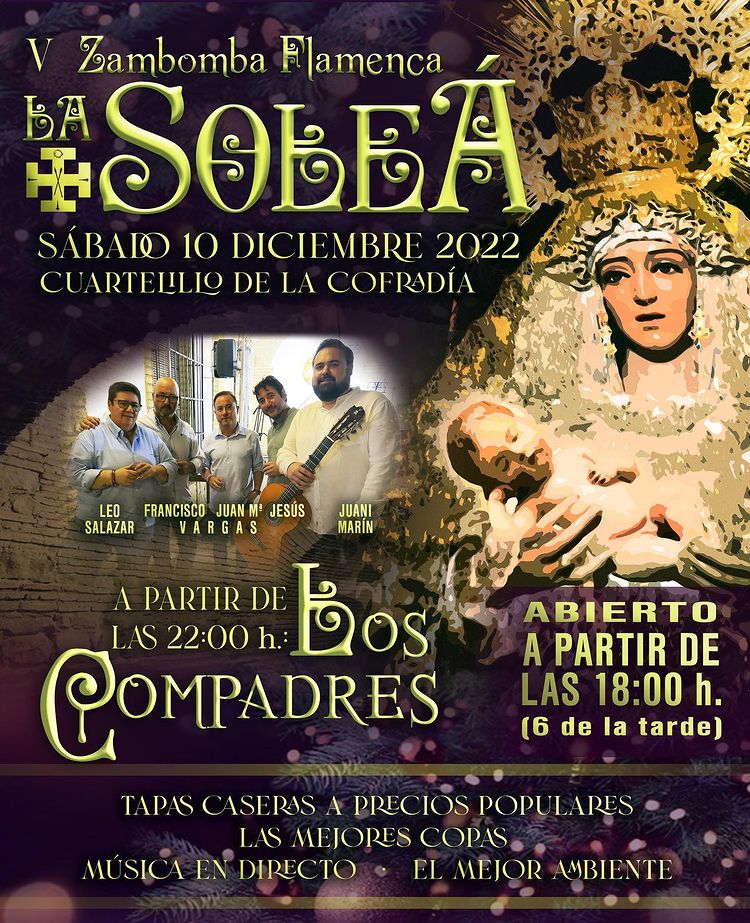 V Zambomba Flamenca
LA SOLEÁ
SÁBADO 10 DICIEMBRE 2022
CUARTELILLO DE LA COFRADÍA
LEO SALAZAR
FRANCISCO JUAN Mª JESÚS
VARGAS
JUANI MARÍN
A PARTIR DE
LAS 22:00 h.:
LOS
COMPADRES
ABIERTO
A PARTIR DE
LAS 18:00 h.
(6 de la tarde)
TAPAS CASERAS A PRECIOS POPULARES
LAS MEJORES COPAS
MÚSICA EN DIRECTO · EL MEJOR AMBIENTE